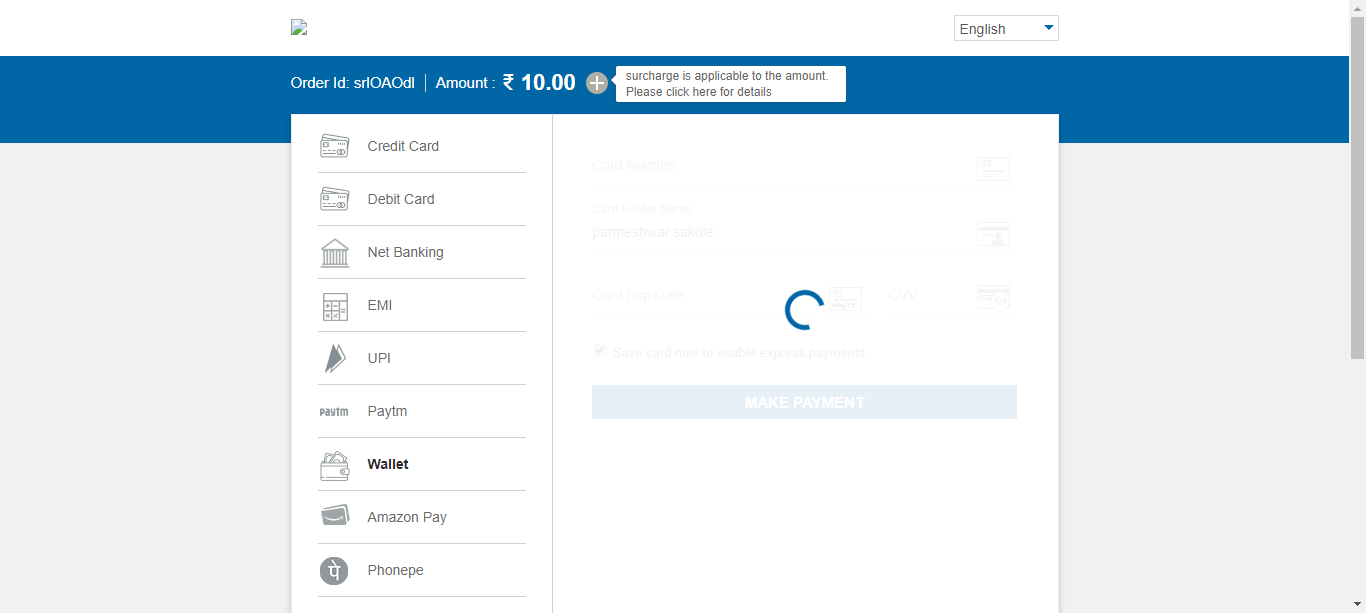 English
Order Id: srIOAOdl
Amount : ₹ 10.00
surcharge is applicable to the amount.
Please click here for details
Credit Card
Debit Card
Net Banking
EMI
UPI
paytm Paytm
Wallet
Amazon Pay
पे Phonepe
Card Number
Card Holder Name
parmeshwar sakole
Card Exp Date
CVV
Save card now to enable express payments
MAKE PAYMENT